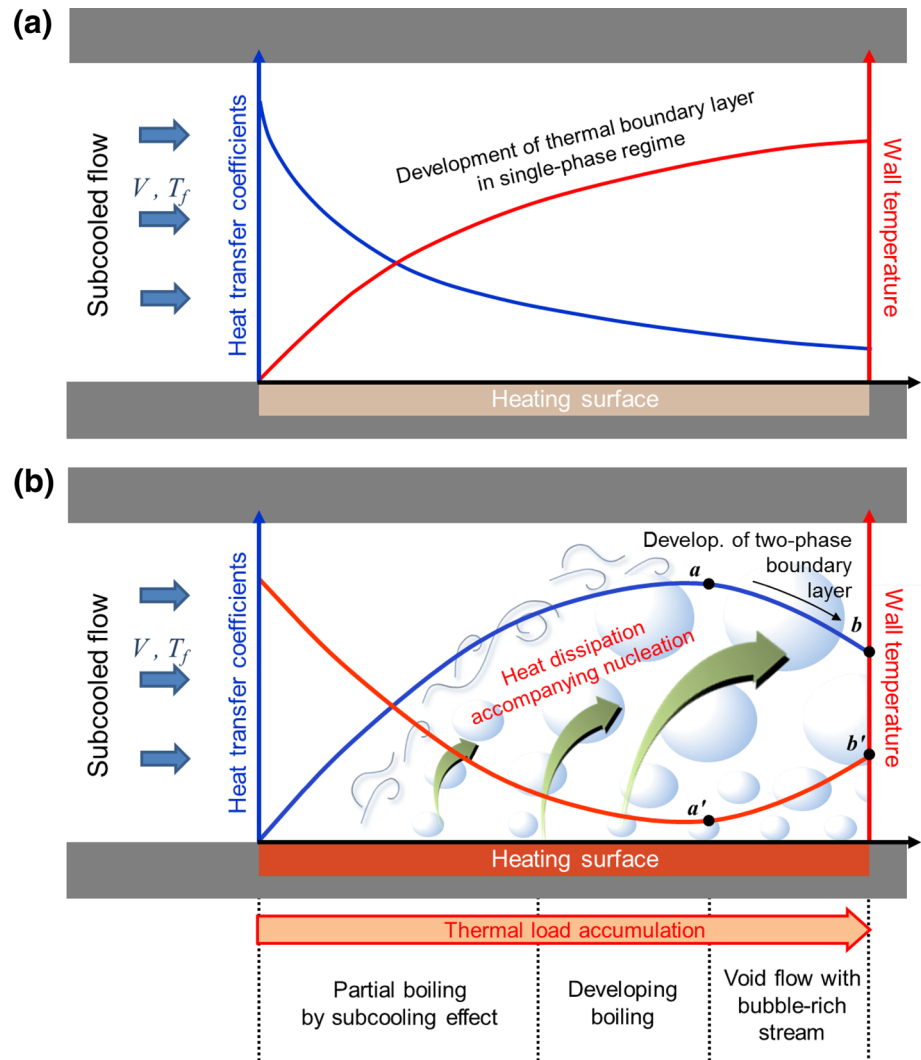 (a)
Subcooled flow
V, T_f
Heat transfer coefficients
Development of thermal boundary layer
in single-phase regime
Wall temperature
Heating surface
(b)
Subcooled flow
V, T_f
Heat transfer coefficients
Develop. of two-phase
boundary
layer
a
b
Heat dissipation
accompanying nucleation
a'
b'
Wall temperature
Heating surface
Thermal load accumulation
Partial boiling
by subcooling effect
Developing
boiling
Void flow with
bubble-rich
stream